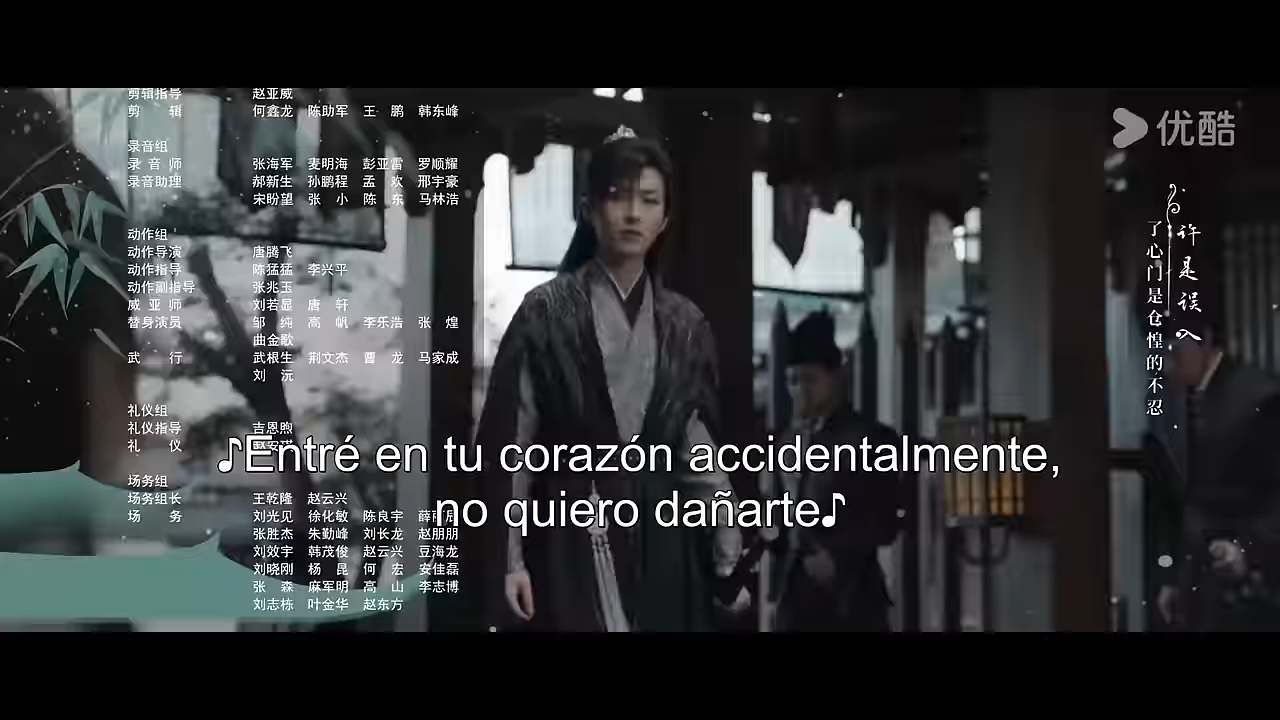 剪辑指导 赵亚威
剪 辑 何鑫龙 陈助军 王 鹏 韩东峰
录音组
录 音 师 张海军 麦明海 彭亚雷 罗顺耀
录音助理 郝新生 孙鹏程 孟 欢 邢宇豪
宋盼望 张 小 陈 东 马林浩
动作组
动作导演 唐腾飞
动作指导 陈猛猛 李兴平
动作副指导 张兆玉
威 亚 师 刘若显 唐 轩
替身演员 邹 纯 高 帆 李乐浩 张 煌
曲金歌
武 行 武根生 荆文杰 曹 龙 马家成
刘 沅
礼仪组
礼仪指导 吉恩煦
礼 仪
场务组
场务组长 王乾隆 赵云兴
场 务 刘光见 徐化敏 陈良宇
张胜杰 朱勤峰 刘长龙 赵朋朋
刘效宇 韩茂俊 赵云兴 豆海龙
刘晓刚 杨 昆 何 宏 安佳磊
张 森 麻军明 高 山 李志博
刘志栋 叶金华 赵东方
优酷
许是误入
了心门是仓惶的不忍
♪Entré en tu corazón accidentalmente,
no quiero dañarte♪